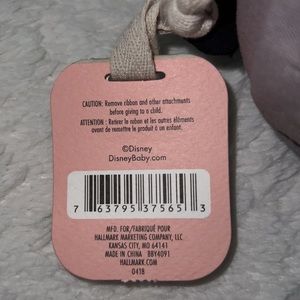 CAUTION: Remove ribbon and other attachments
before giving to a child.
ATTENTION : Retirer le ruban et les autres éléments
avant de remettre le produit à un enfant.
©Disney
DisneyBaby.com
7 63795 37565 3
MFD. FOR/FABRIQUÉ POUR
HALLMARK MARKETING COMPANY, LLC
KANSAS CITY, MO 64141
MADE IN CHINA BBY4091
HALLMARK.COM
0418